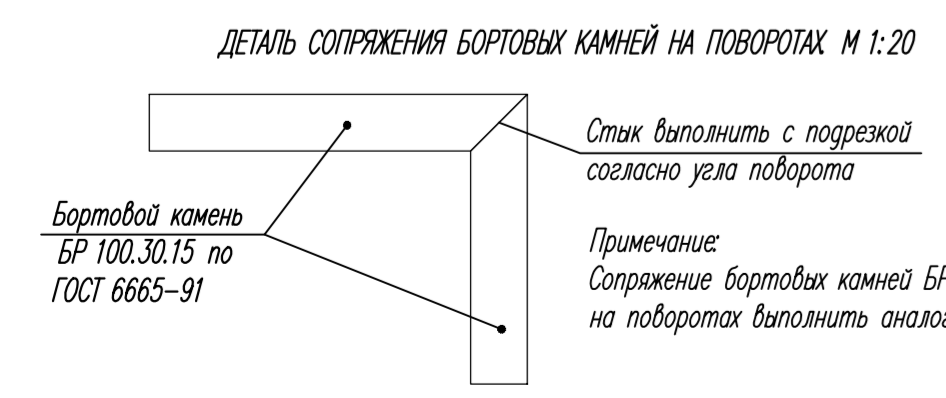 ДЕТАЛЬ СОПРЯЖЕНИЯ БОРТОВЫХ КАМНЕЙ НА ПОВОРОТАХ. М 1:20
Стык выполнить с подрезкой
согласно угла поворота
Бортовой камень
БР 100.30.15 по
ГОСТ 6665-91
Примечание:
Сопряжение бортовых камней БР
на поворотах выполнить